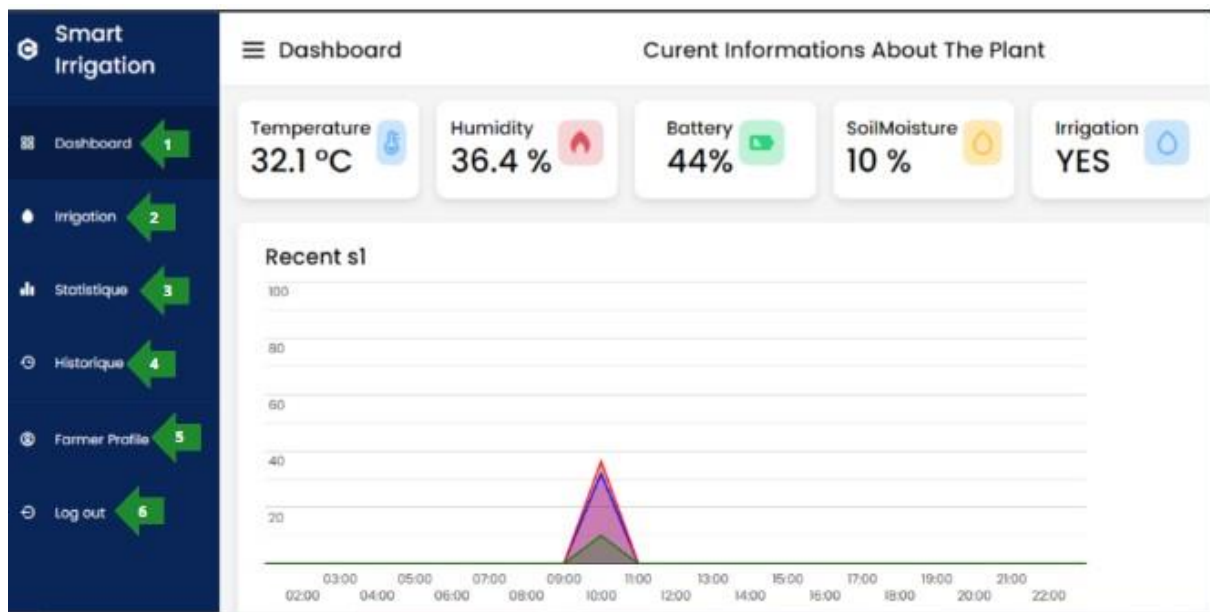 Smart
Irrigation
Dashboard 1
Irrigation 2
Statistique 3
Historique 4
Farmer Profile 5
Log out 6
Dashboard
Curent Informations About The Plant
Temperature
32.1 °C
Humidity
36.4 %
Battery
44%
SoilMoisture
10 %
Irrigation
YES
Recent s1
100
80
60
40
20
03:00 05:00 07:00 09:00 11:00 13:00 15:00 17:00 19:00 21:00
02:00 04:00 06:00 08:00 10:00 12:00 14:00 16:00 18:00 20:00 22:00